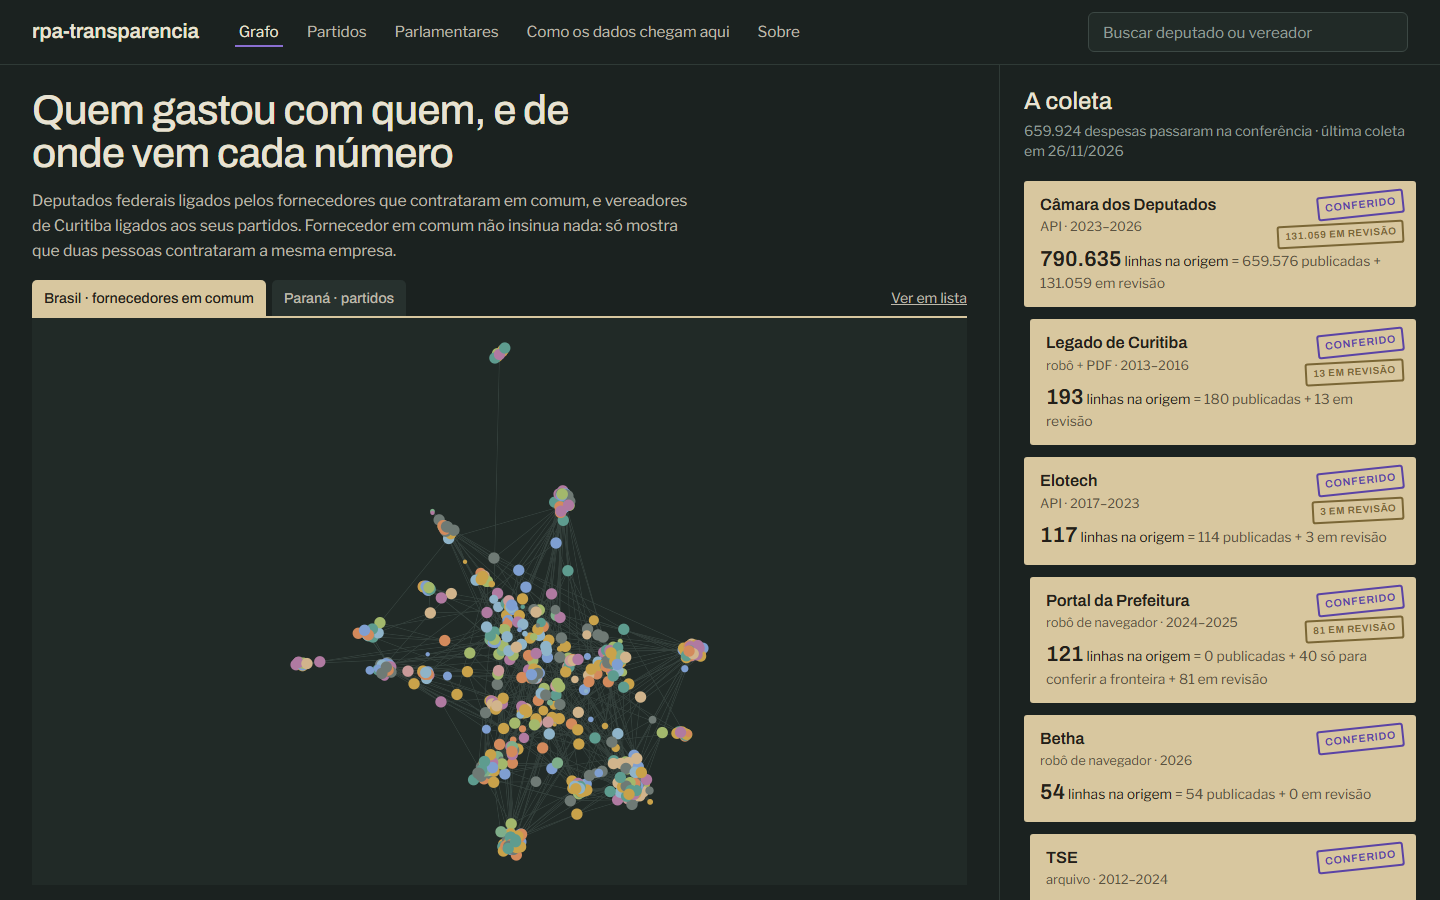 rpa-transparencia
Grafo
Partidos
Parlamentares
Como os dados chegam aqui
Sobre
Buscar deputado ou vereador
Quem gastou com quem, e de
onde vem cada número
Deputados federais ligados pelos fornecedores que contrataram em comum, e vereadores
de Curitiba ligados aos seus partidos. Fornecedor em comum não insinua nada: só mostra
que duas pessoas contrataram a mesma empresa.
Brasil · fornecedores em comum
Paraná · partidos
Ver em lista
A coleta
659.924 despesas passaram na conferência · última coleta
em 26/11/2026
Câmara dos Deputados
CONFERIDO
API · 2023–2026
131.059 EM REVISÃO
790.635 linhas na origem = 659.576 publicadas +
131.059 em revisão
Legado de Curitiba
CONFERIDO
robô + PDF · 2013–2016
13 EM REVISÃO
193 linhas na origem = 180 publicadas + 13 em
revisão
Elotech
CONFERIDO
API · 2017–2023
3 EM REVISÃO
117 linhas na origem = 114 publicadas + 3 em revisão
Portal da Prefeitura
CONFERIDO
robô de navegador · 2024–2025
81 EM REVISÃO
121 linhas na origem = 0 publicadas + 40 só para
conferir a fronteira + 81 em revisão
Betha
CONFERIDO
robô de navegador · 2026
54 linhas na origem = 54 publicadas + 0 em revisão
TSE
CONFERIDO
arquivo · 2012–2024